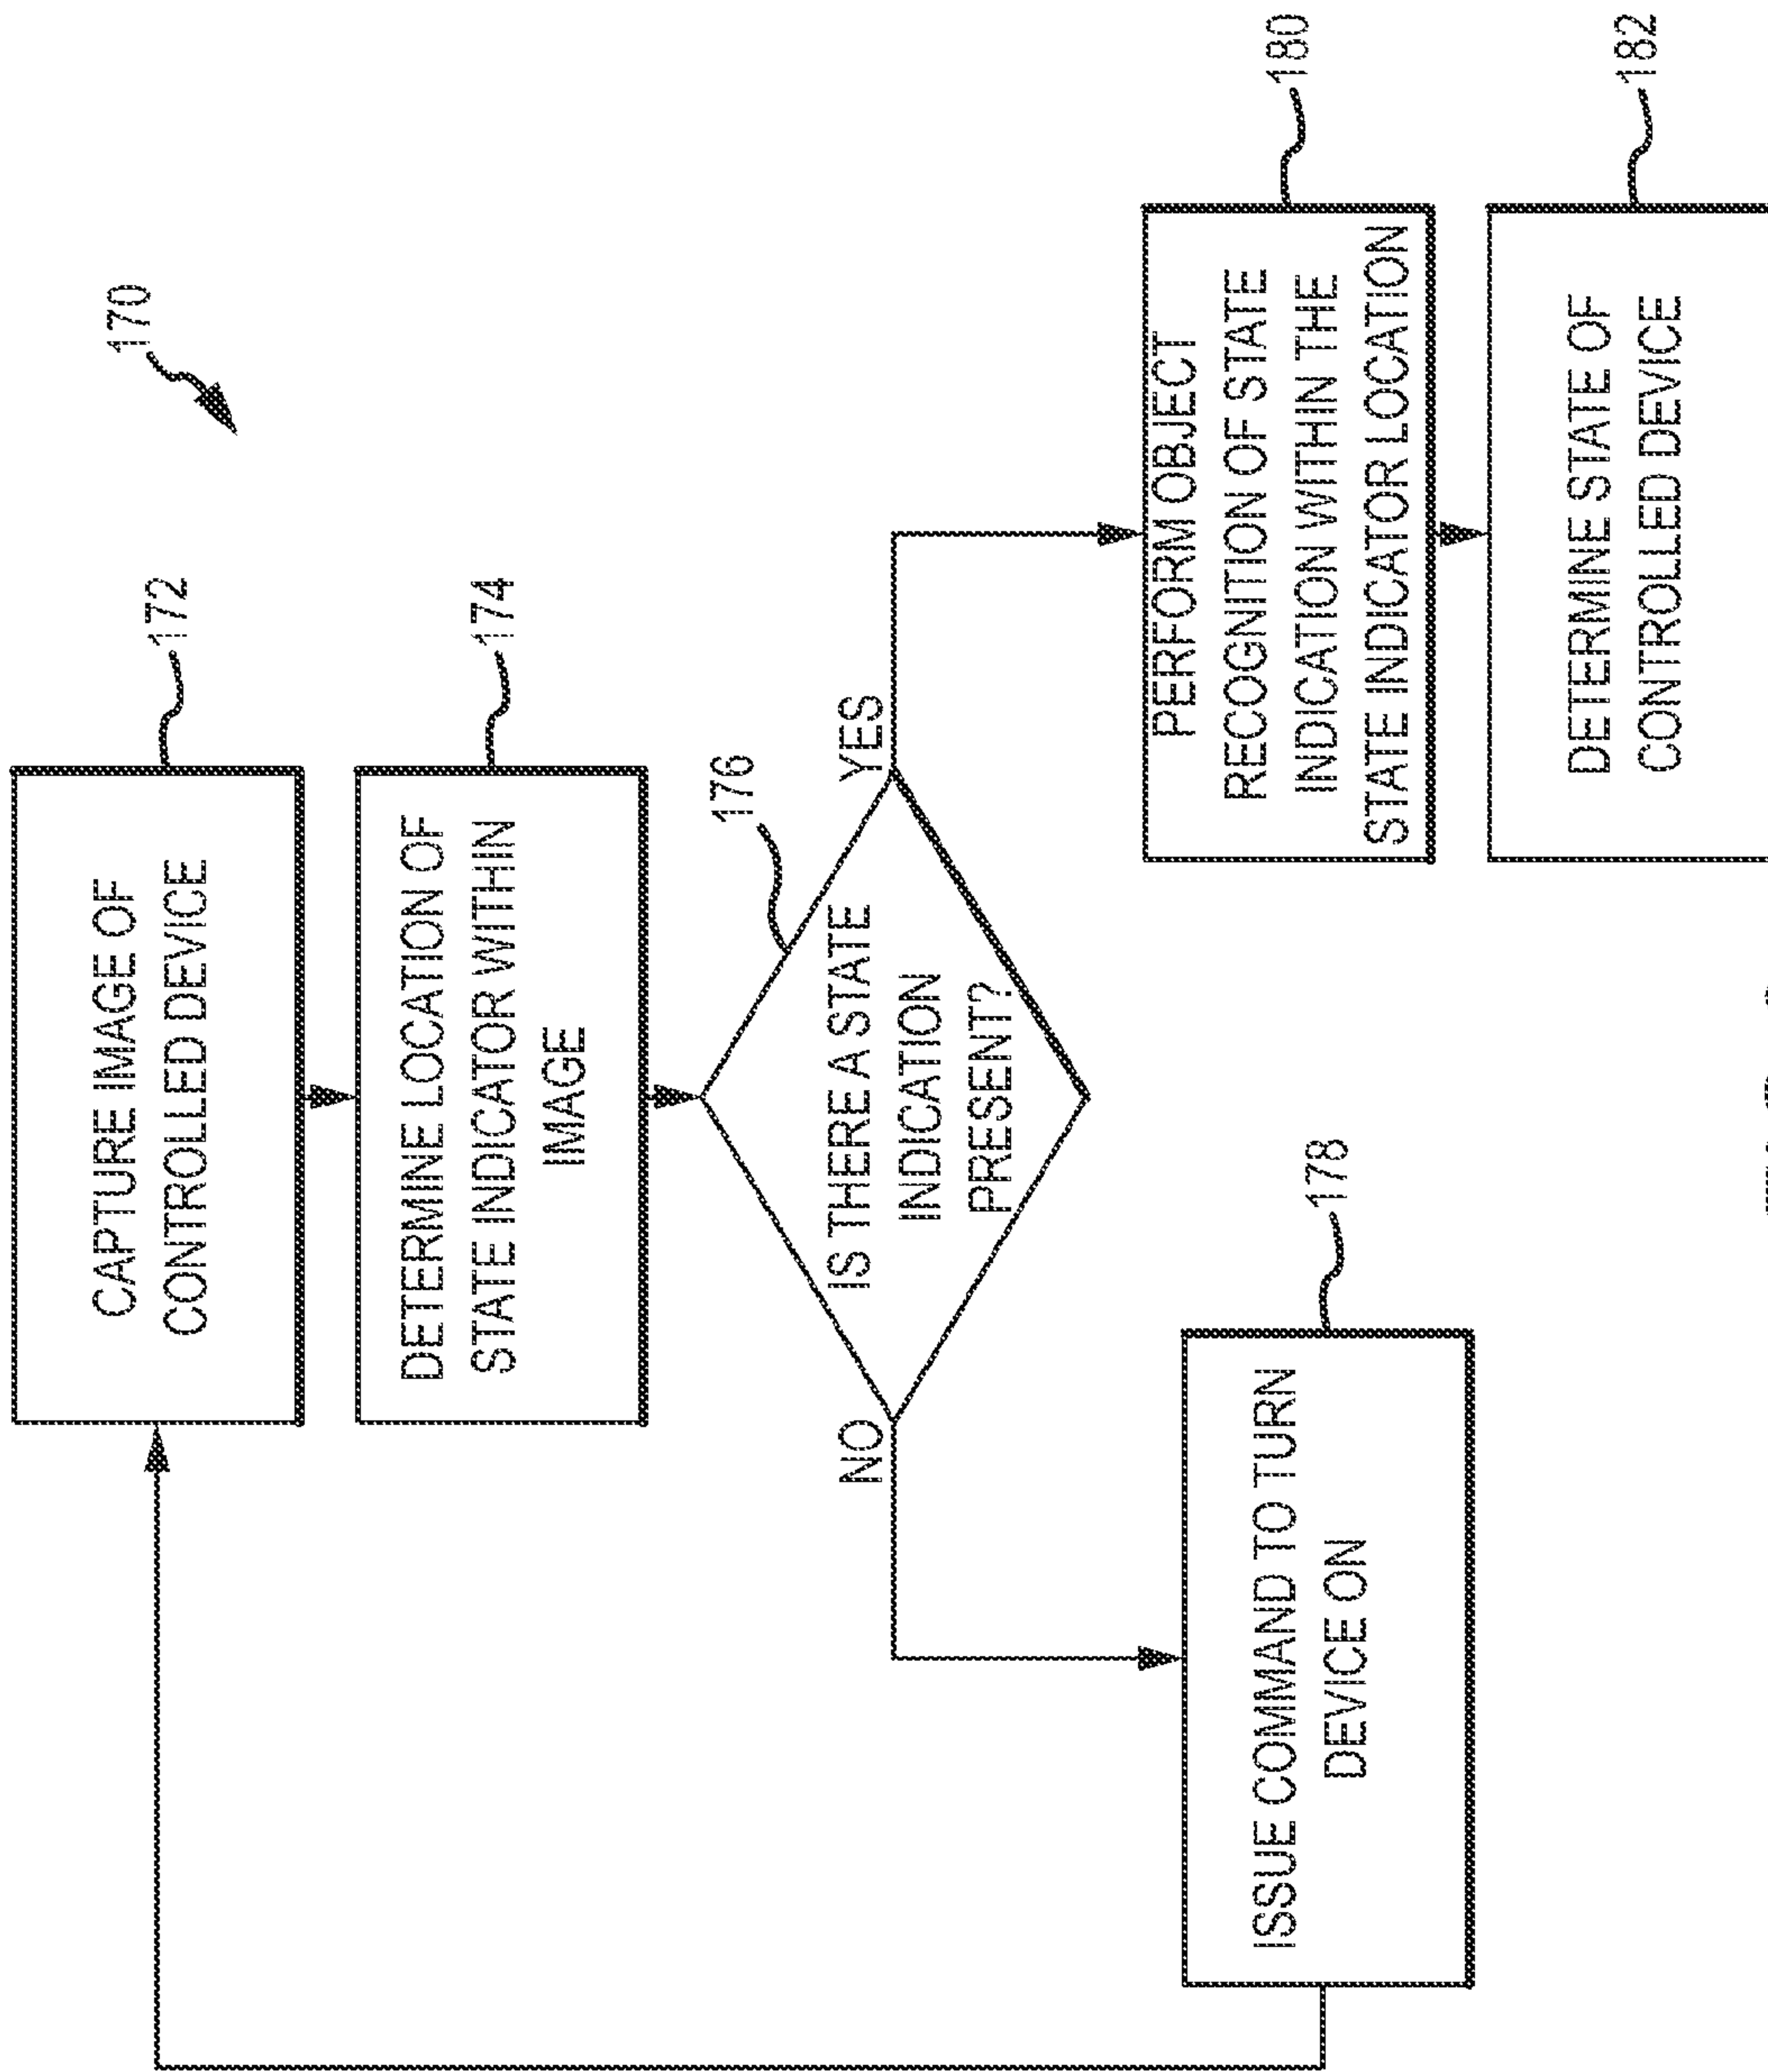 170
CAPTURE IMAGE OF
CONTROLLED DEVICE
172
DETERMINE LOCATION OF
STATE INDICATOR WITHIN
IMAGE
174
176
IS THERE A STATE
INDICATION
PRESENT?
NO
YES
ISSUE COMMAND TO TURN
DEVICE ON
178
PERFORM OBJECT
RECOGNITION OF STATE
INDICATION WITHIN THE
STATE INDICATOR LOCATION
180
DETERMINE STATE OF
CONTROLLED DEVICE
182